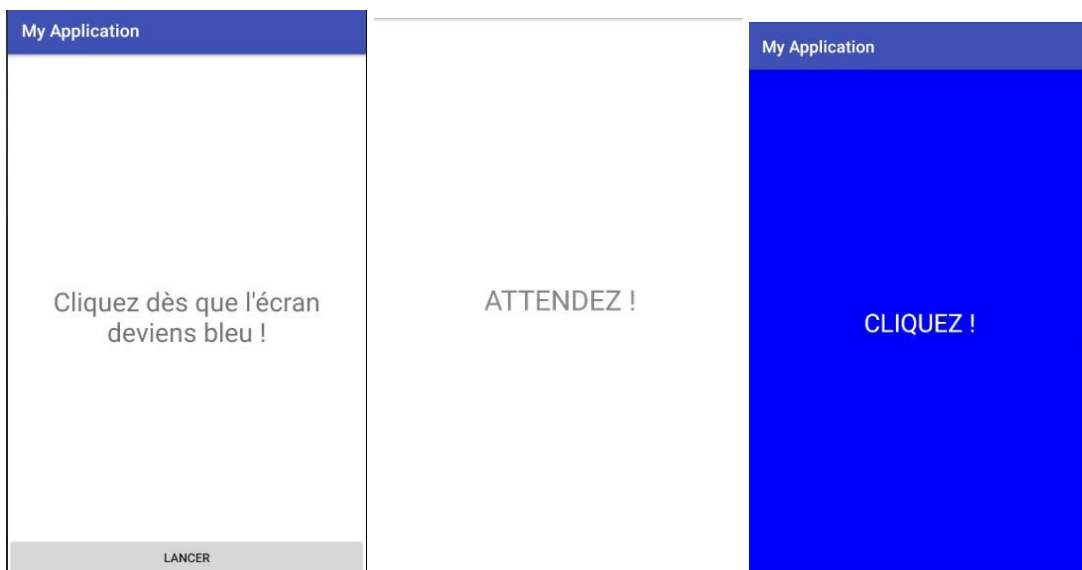 My Application
Cliquez dès que l'écran
deviens bleu !
LANCER
ATTENDEZ !
My Application
CLIQUEZ !